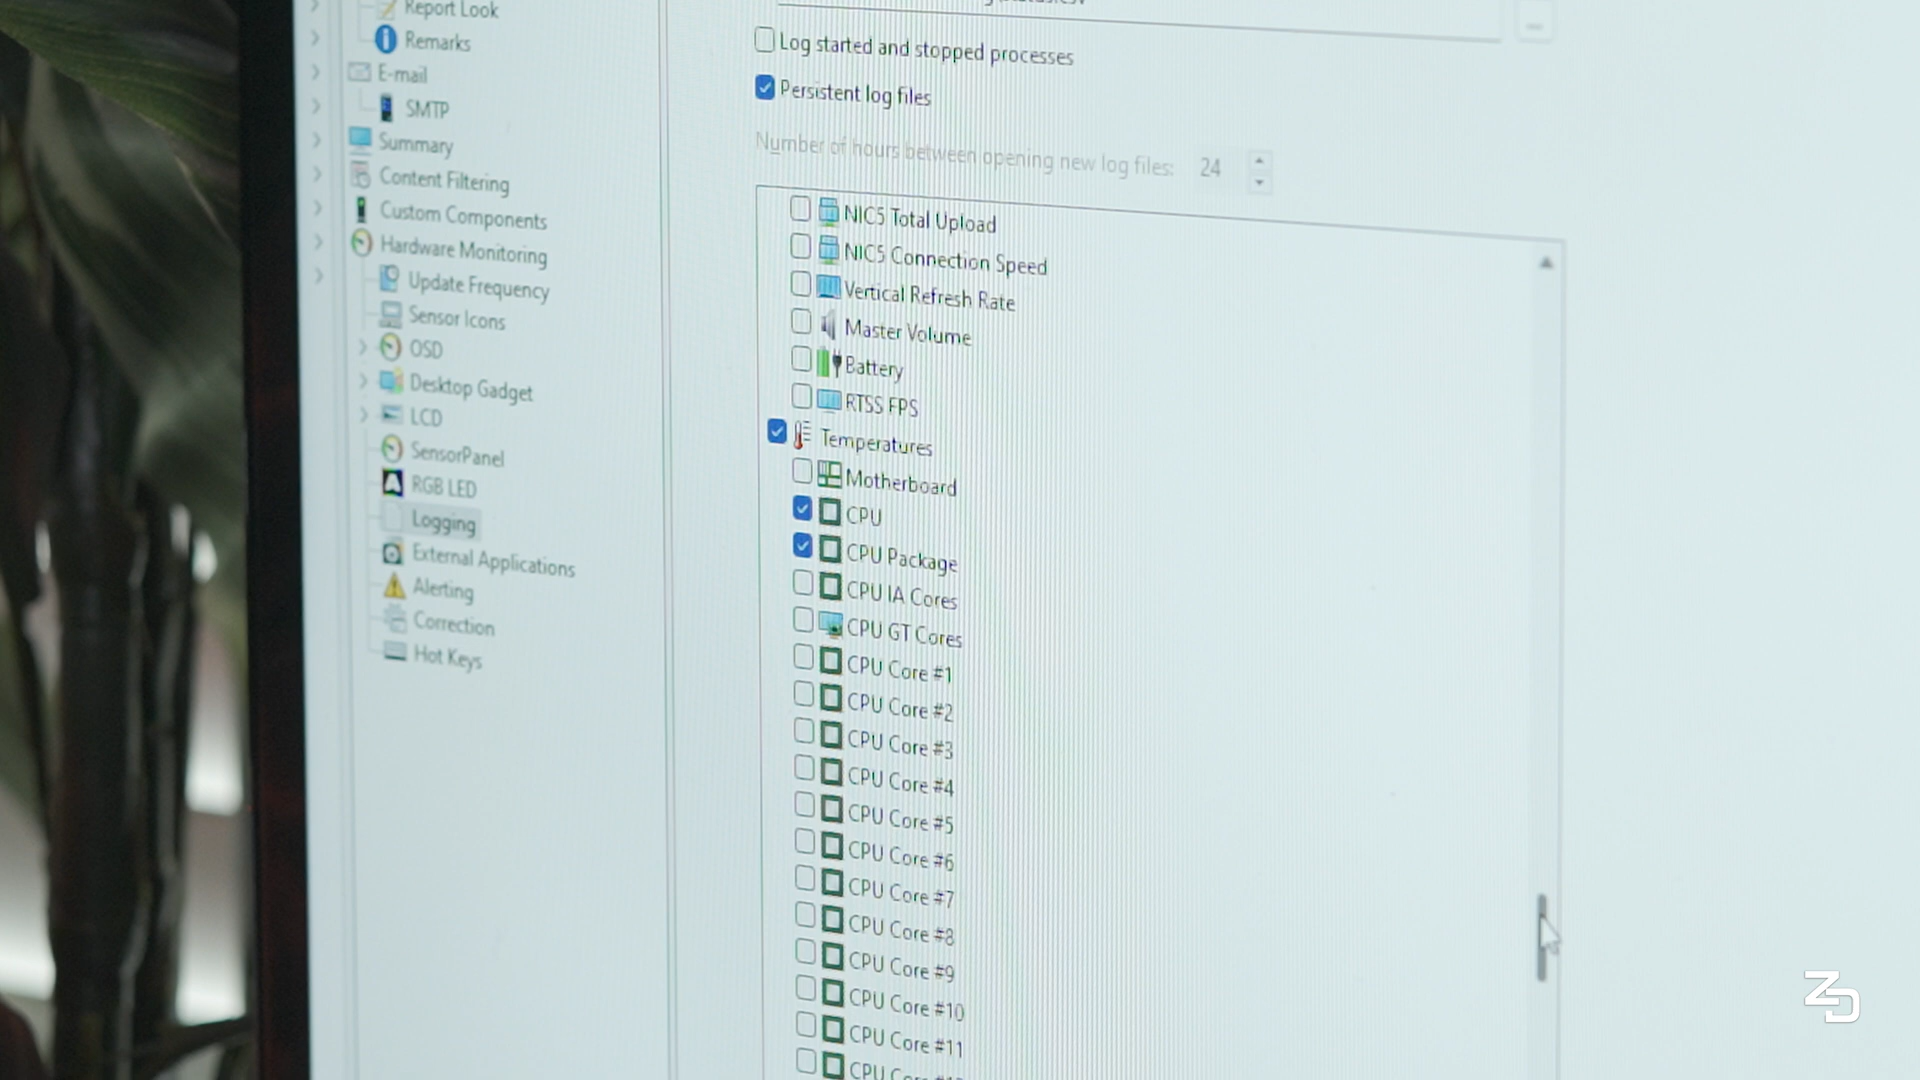 Report Look
Remarks
E-mail
SMTP
Summary
Content Filtering
Custom Components
Hardware Monitoring
Update Frequency
Sensor Icons
OSD
Desktop Gadget
LCD
SensorPanel
RGB LED
Logging
External Applications
Alerting
Correction
Hot Keys
Log started and stopped processes
Persistent log files
Number of hours between opening new log files: 24
NIC5 Total Upload
NIC5 Connection Speed
Vertical Refresh Rate
Master Volume
Battery
RTSS FPS
Temperatures
Motherboard
CPU
CPU Package
CPU IA Cores
CPU GT Cores
CPU Core #1
CPU Core #2
CPU Core #3
CPU Core #4
CPU Core #5
CPU Core #6
CPU Core #7
CPU Core #8
CPU Core #9
CPU Core #10
CPU Core #11
CPU
ZD